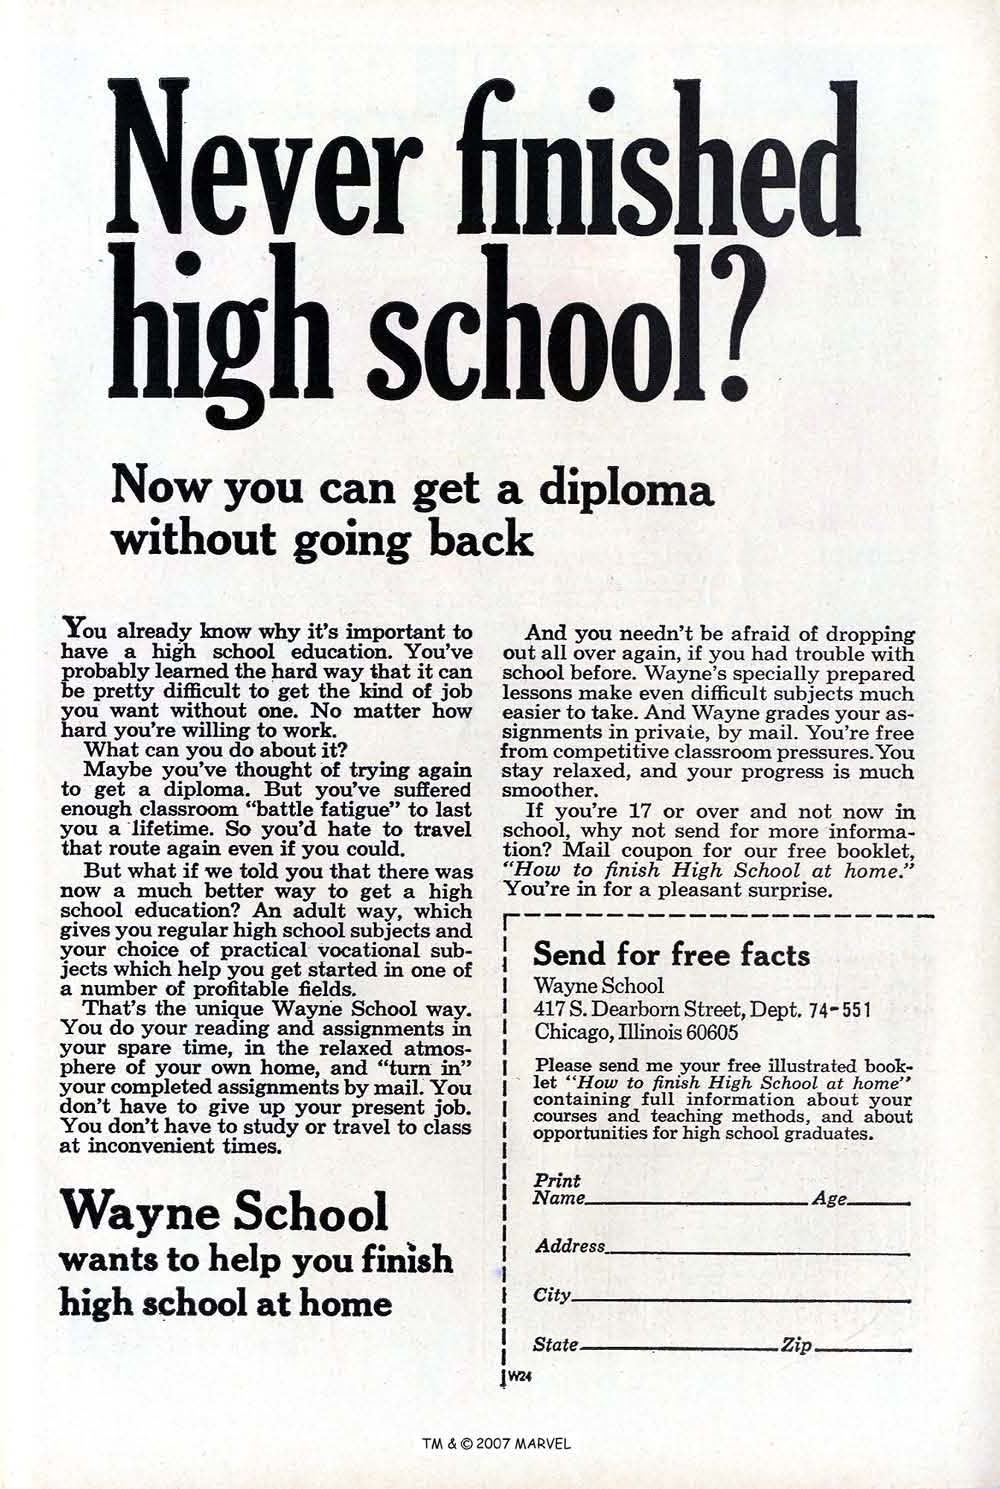 Never finished
high school?
Now you can get a diploma
without going back
You already know why it's important to
have a high school education. You've
probably learned the hard way that it can
be pretty difficult to get the kind of job
you want without one. No matter how
hard you're willing to work.
What can you do about it?
Maybe you've thought of trying again
to get a diploma. But you've suffered
enough classroom "battle fatigue" to last
you a lifetime. So you'd hate to travel
that route again even if you could.
But what if we told you that there was
now a much better way to get a high
school education? An adult way, which
gives you regular high school subjects and
your choice of practical vocational sub-
jects which help you get started in one of
a number of profitable fields.
That's the unique Wayne School way.
You do your reading and assignments in
your spare time, in the relaxed atmos-
phere of your own home, and "turn in"
your completed assignments by mail. You
don't have to give up your present job.
You don't have to study or travel to class
at inconvenient times.
Wayne School
wants to help you finish
high school at home
And you needn't be afraid of dropping
out all over again, if you had trouble with
school before. Wayne's specially prepared
lessons make even difficult subjects much
easier to take. And Wayne grades your as-
signments in private, by mail. You're free
from competitive classroom pressures. You
stay relaxed, and your progress is much
smoother.
If you're 17 or over and not now in
school, why not send for more informa-
tion? Mail coupon for our free booklet,
"How to finish High School at home."
You're in for a pleasant surprise.
Send for free facts
Wayne School
417 S. Dearborn Street, Dept. 74-551
Chicago, Illinois 60605
Please send me your free illustrated book-
let "How to finish High School at home"
containing full information about your
courses and teaching methods, and about
opportunities for high school graduates.
Print
Name Age
Address
City
State Zip
W24
TM & © 2007 MARVEL